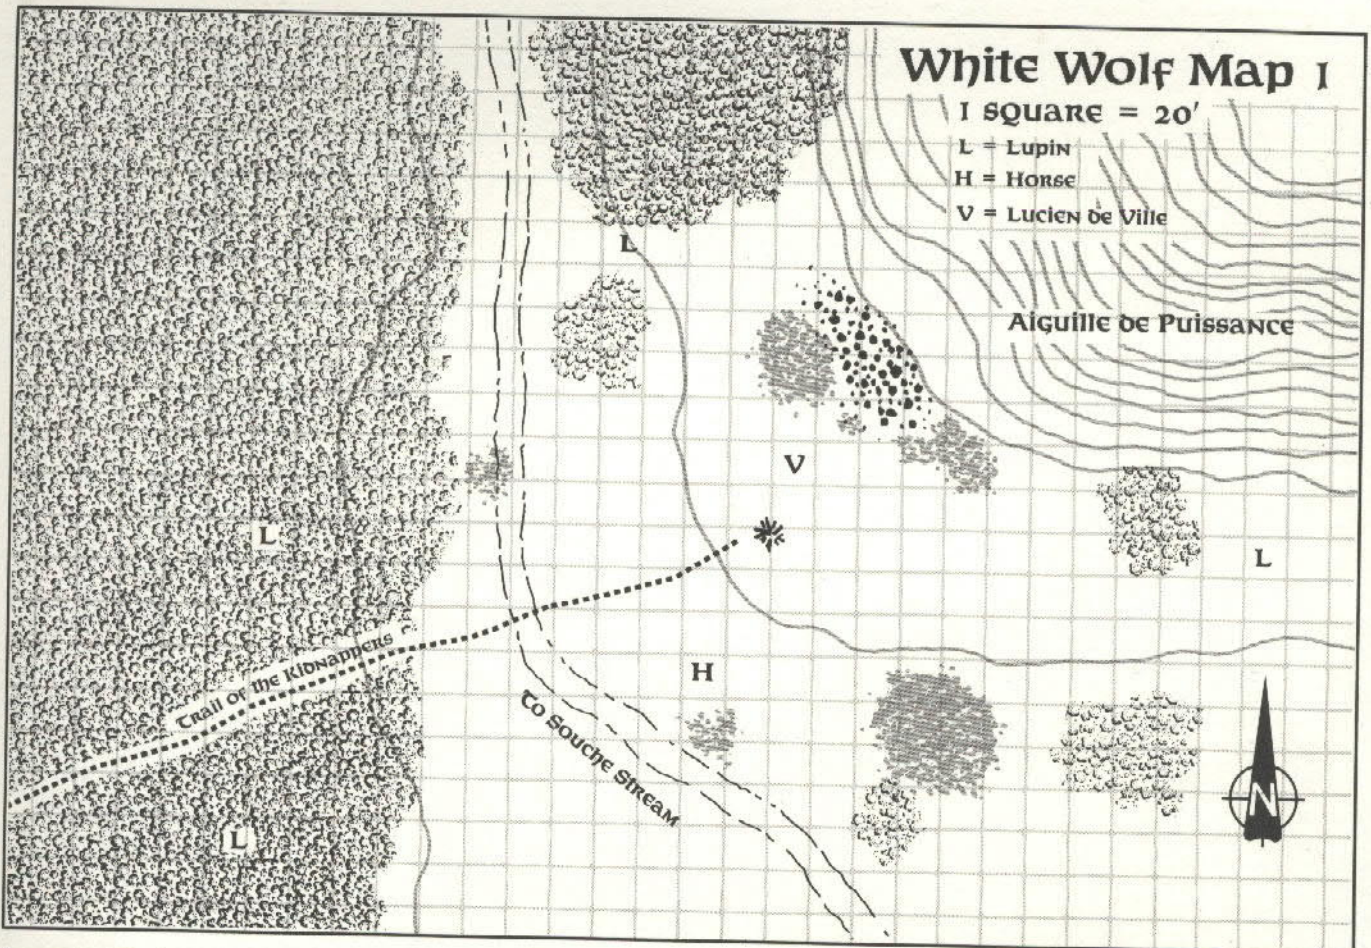 White Wolf Map I
I SQUARE = 20'
L = Lupin
H = Horse
V = Lucien de Ville
L
Aiguille de Puissance
V
L
L
Trail of the Kidnappers
H
To Souche Stream
N
L